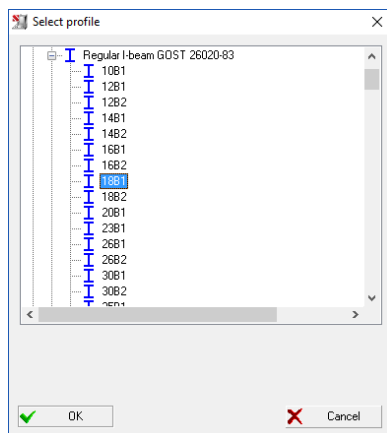 Select profile
Regular I-beam GOST 26020-83
10B1
12B1
12B2
14B1
14B2
16B1
16B2
18B1
18B2
20B1
23B1
26B1
26B2
30B1
30B2
35B1
OK
Cancel